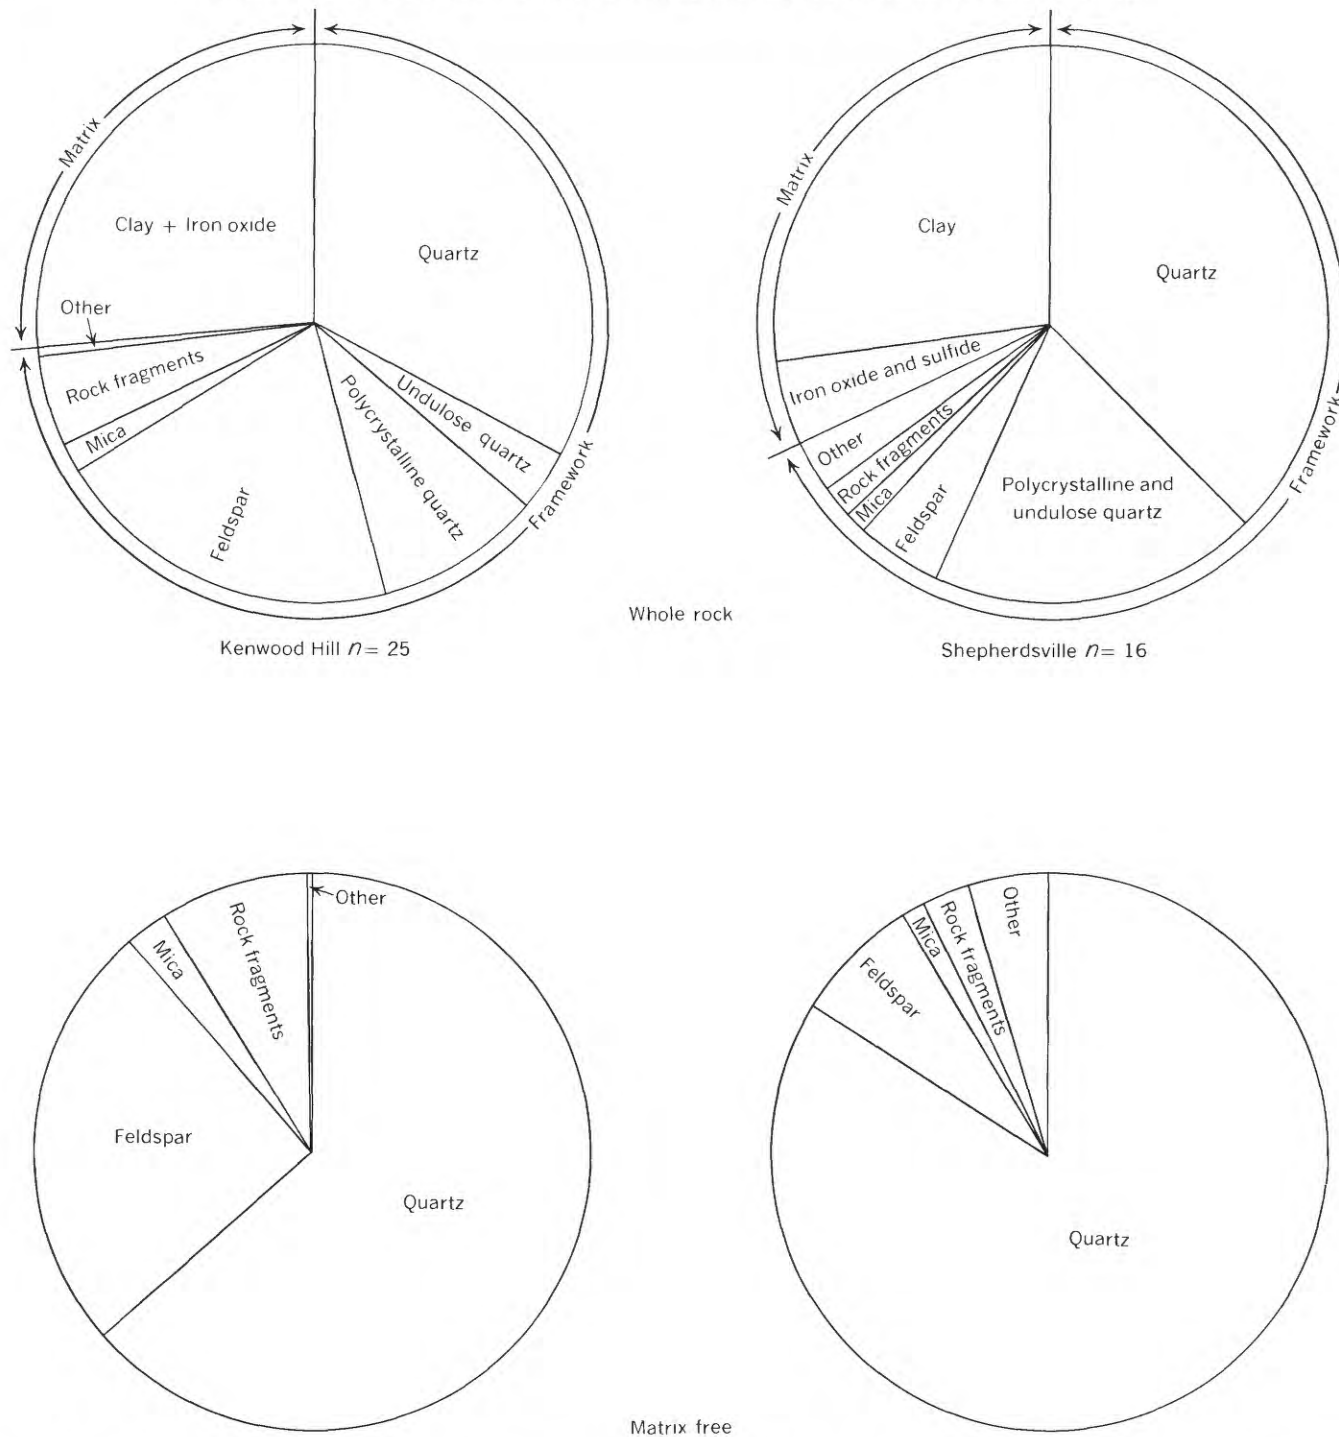 Matrix
Clay + Iron oxide
Quartz
Other
Rock fragments
Mica
Feldspar
Polycrystalline quartz
Undulose quartz
Framework
Kenwood Hill n= 25
Matrix
Clay
Quartz
Iron oxide and sulfide
Other
Rock fragments
Mica
Feldspar
Polycrystalline and
undulose quartz
Framework
Shepherdsville n= 16
Whole rock
Other
Rock fragments
Mica
Feldspar
Quartz
Other
Rock fragments
Mica
Feldspar
Quartz
Matrix free